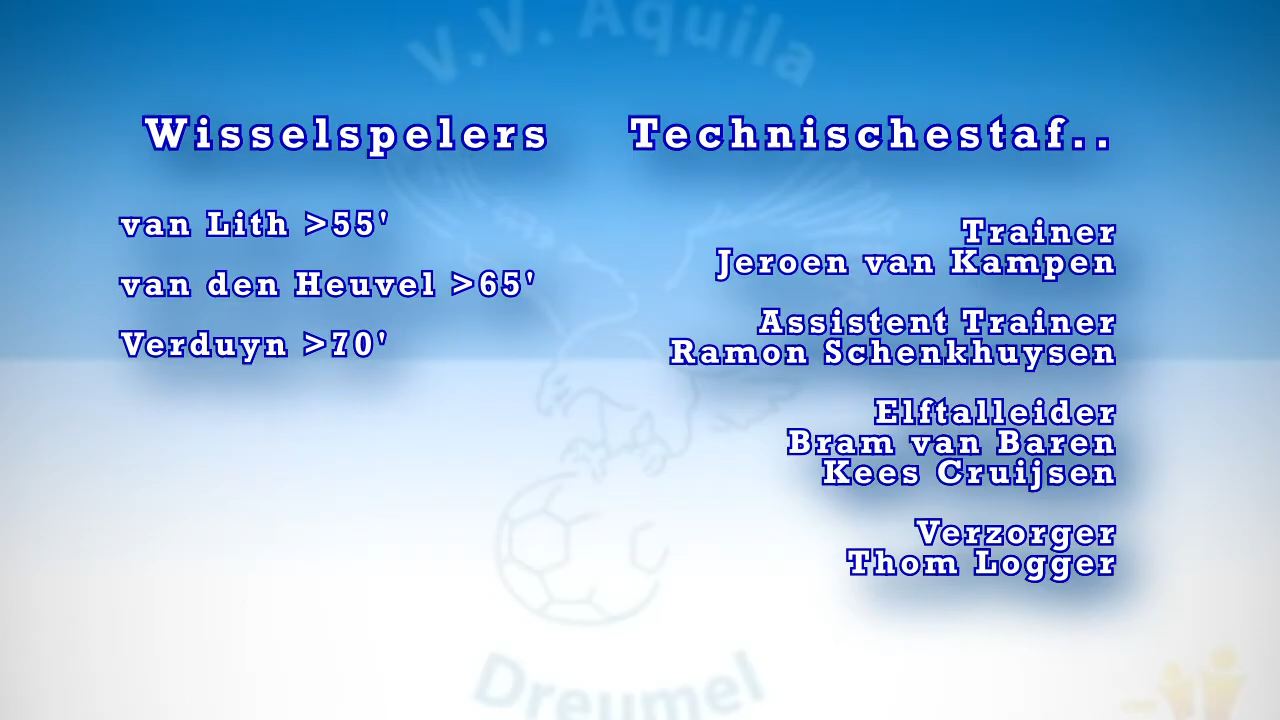 V.V. Aquila
Wisselspelers
van Lith >55'
van den Heuvel >65'
Verduyn >70'
Technischestaf..
Trainer
Jeroen van Kampen
Assistent Trainer
Ramon Schenkhuysen
Elftalleider
Bram van Baren
Kees Cruijsen
Verzorger
Thom Logger
Dreumel